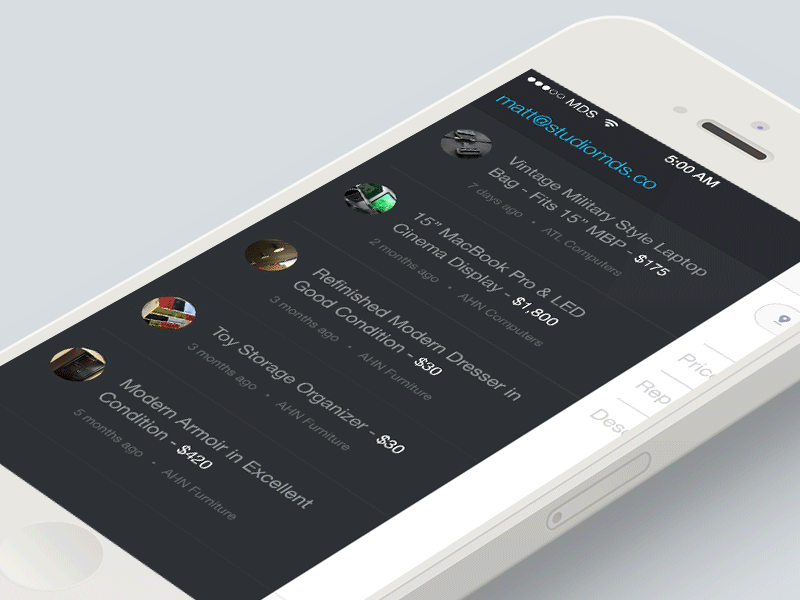 MDS
5:00 AM
matt@studiomds.co
Vintage Military Style Laptop
Bag - Fits 15" MBP - $175
7 days ago • ATL Computers
15" MacBook Pro & LED
Cinema Display - $1,800
2 months ago • AHN Computers
Refinished Modern Dresser in
Good Condition - $30
3 months ago • AHN Furniture
Toy Storage Organizer - $30
3 months ago • AHN Furniture
Modern Armoir in Excellent
Condition - $420
5 months ago • AHN Furniture
Price
Rep
Desc